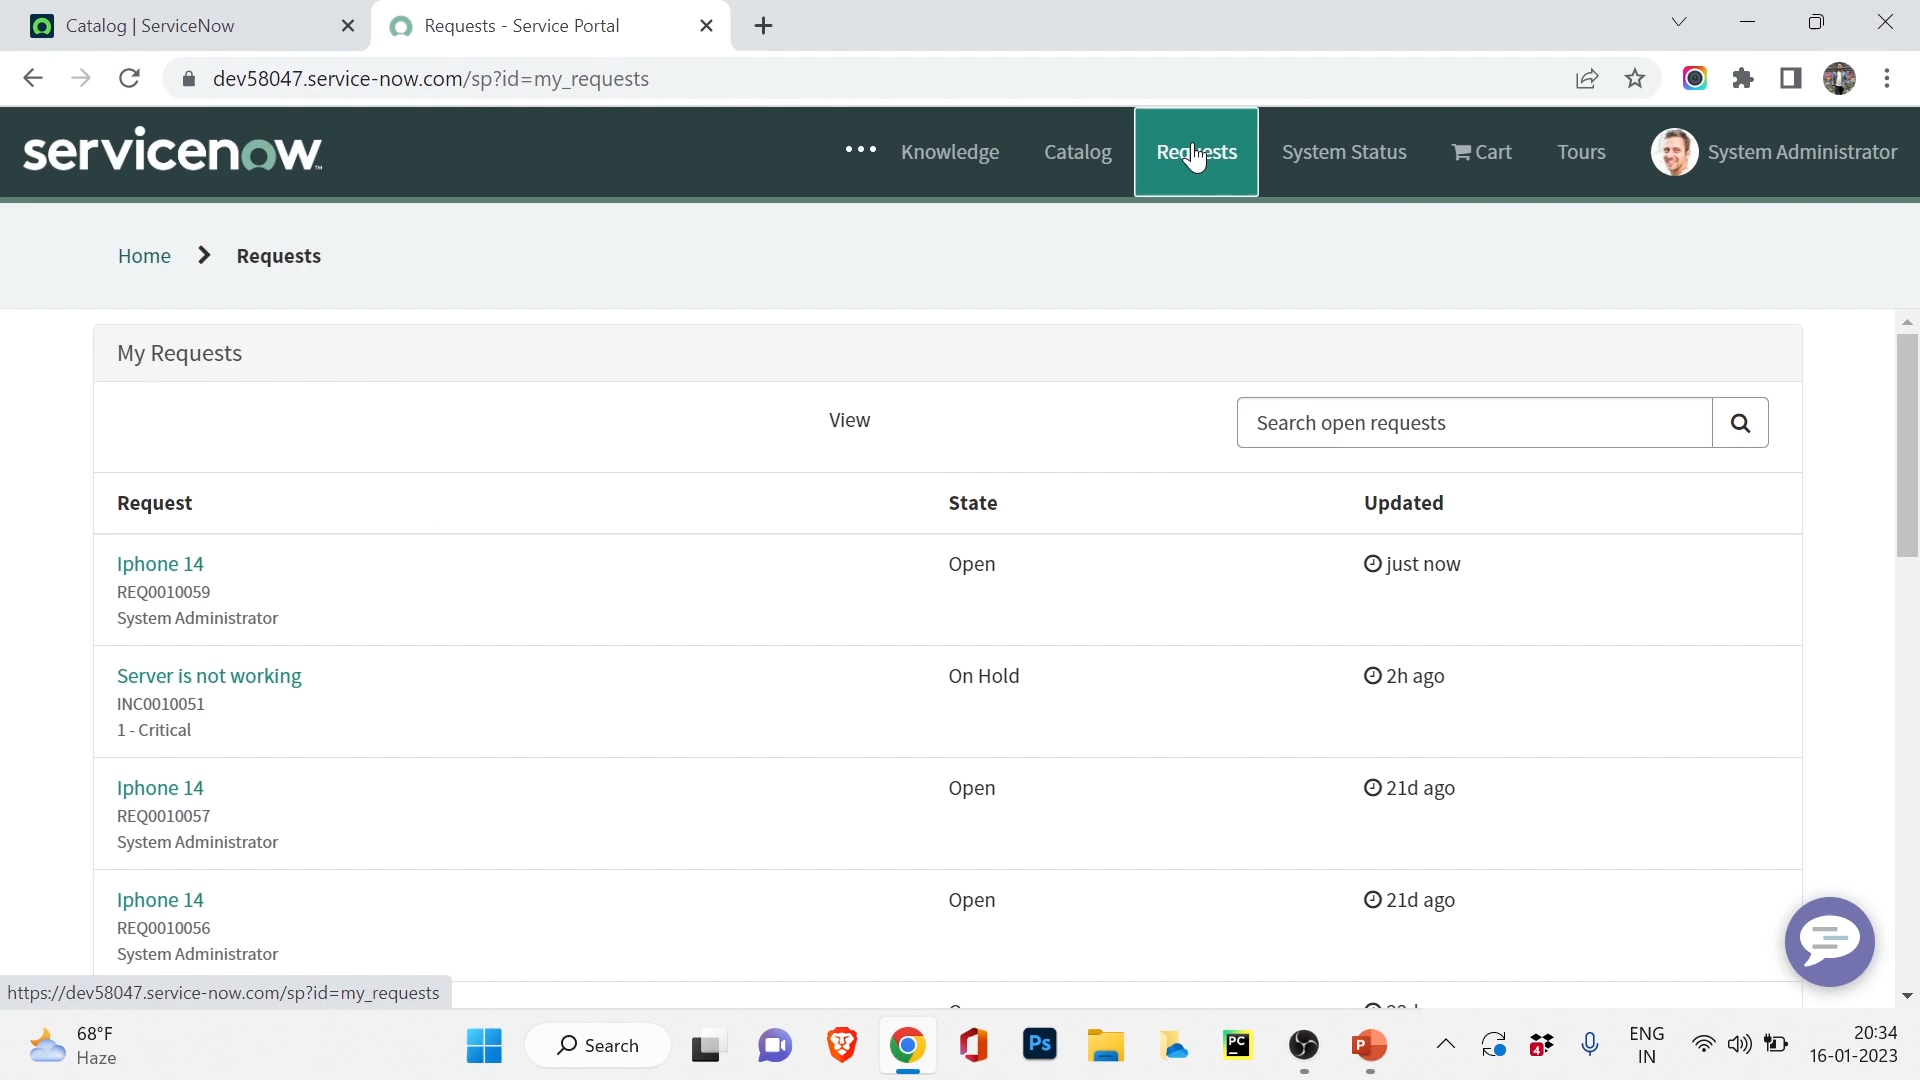 Catalog | ServiceNow
Requests - Service Portal
dev58047.service-now.com/sp?id=my_requests
servicenow
Knowledge
Catalog
Requests
System Status
Cart
Tours
System Administrator
Home
Requests
My Requests
View
Search open requests
Request State Updated
Iphone 14 Open just now
REQ0010059
System Administrator
Server is not working On Hold 2h ago
INC0010051
1 - Critical
Iphone 14 Open 21d ago
REQ0010057
System Administrator
Iphone 14 Open 21d ago
REQ0010056
System Administrator
https://dev58047.service-now.com/sp?id=my_requests
68°F
Haze
Search
Ps
PC
P
4
ENG
IN
20:34
16-01-2023